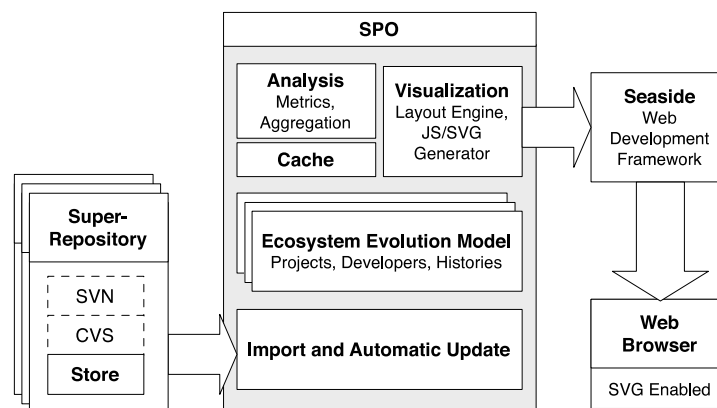 SPO
Analysis
Metrics,
Aggregation
Cache
Visualization
Layout Engine,
JS/SVG
Generator
Seaside
Web
Development
Framework
Super-
Repository
SVN
CVS
Store
Ecosystem Evolution Model
Projects, Developers, Histories
Import and Automatic Update
Web
Browser
SVG Enabled